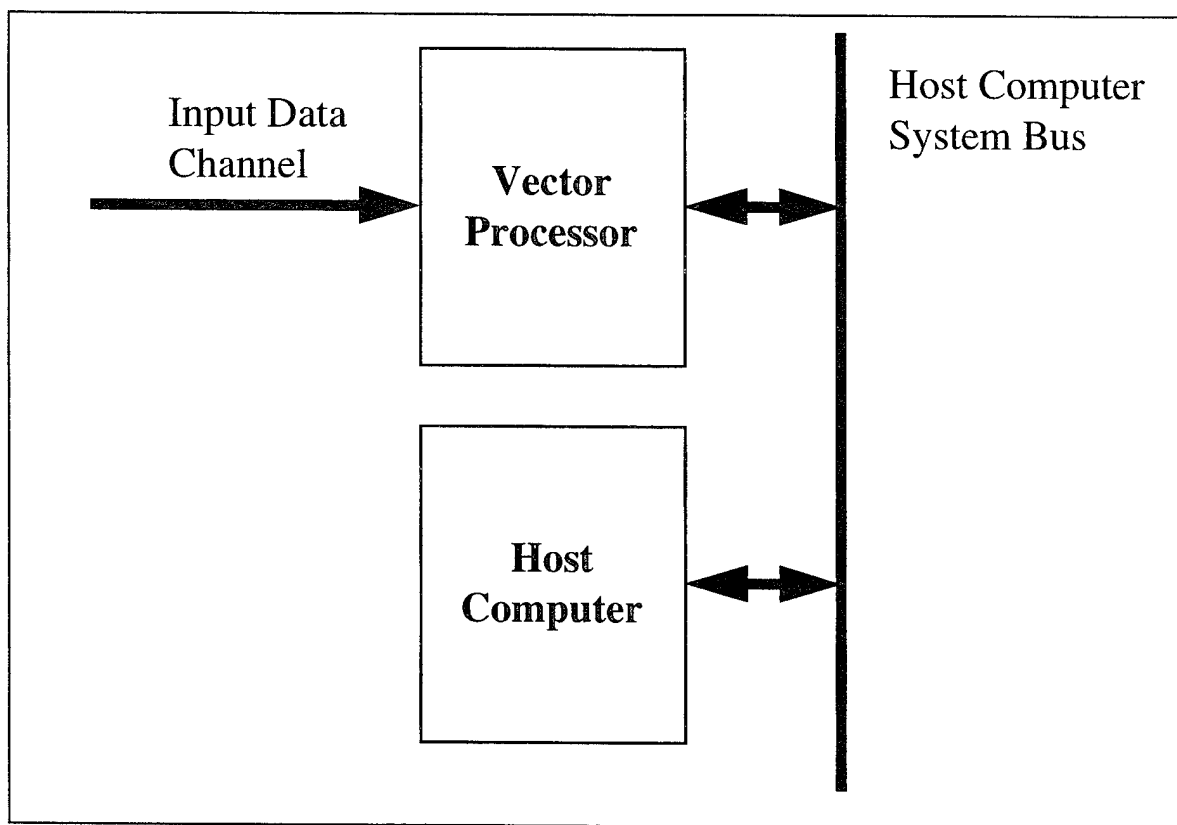 Input Data
Channel
Vector
Processor
Host Computer
System Bus
Host
Computer